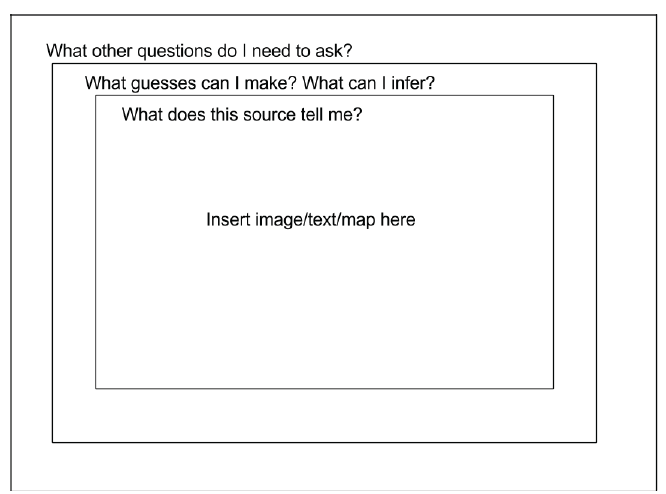 What other questions do I need to ask?
What guesses can I make? What can I infer?
What does this source tell me?
Insert image/text/map here